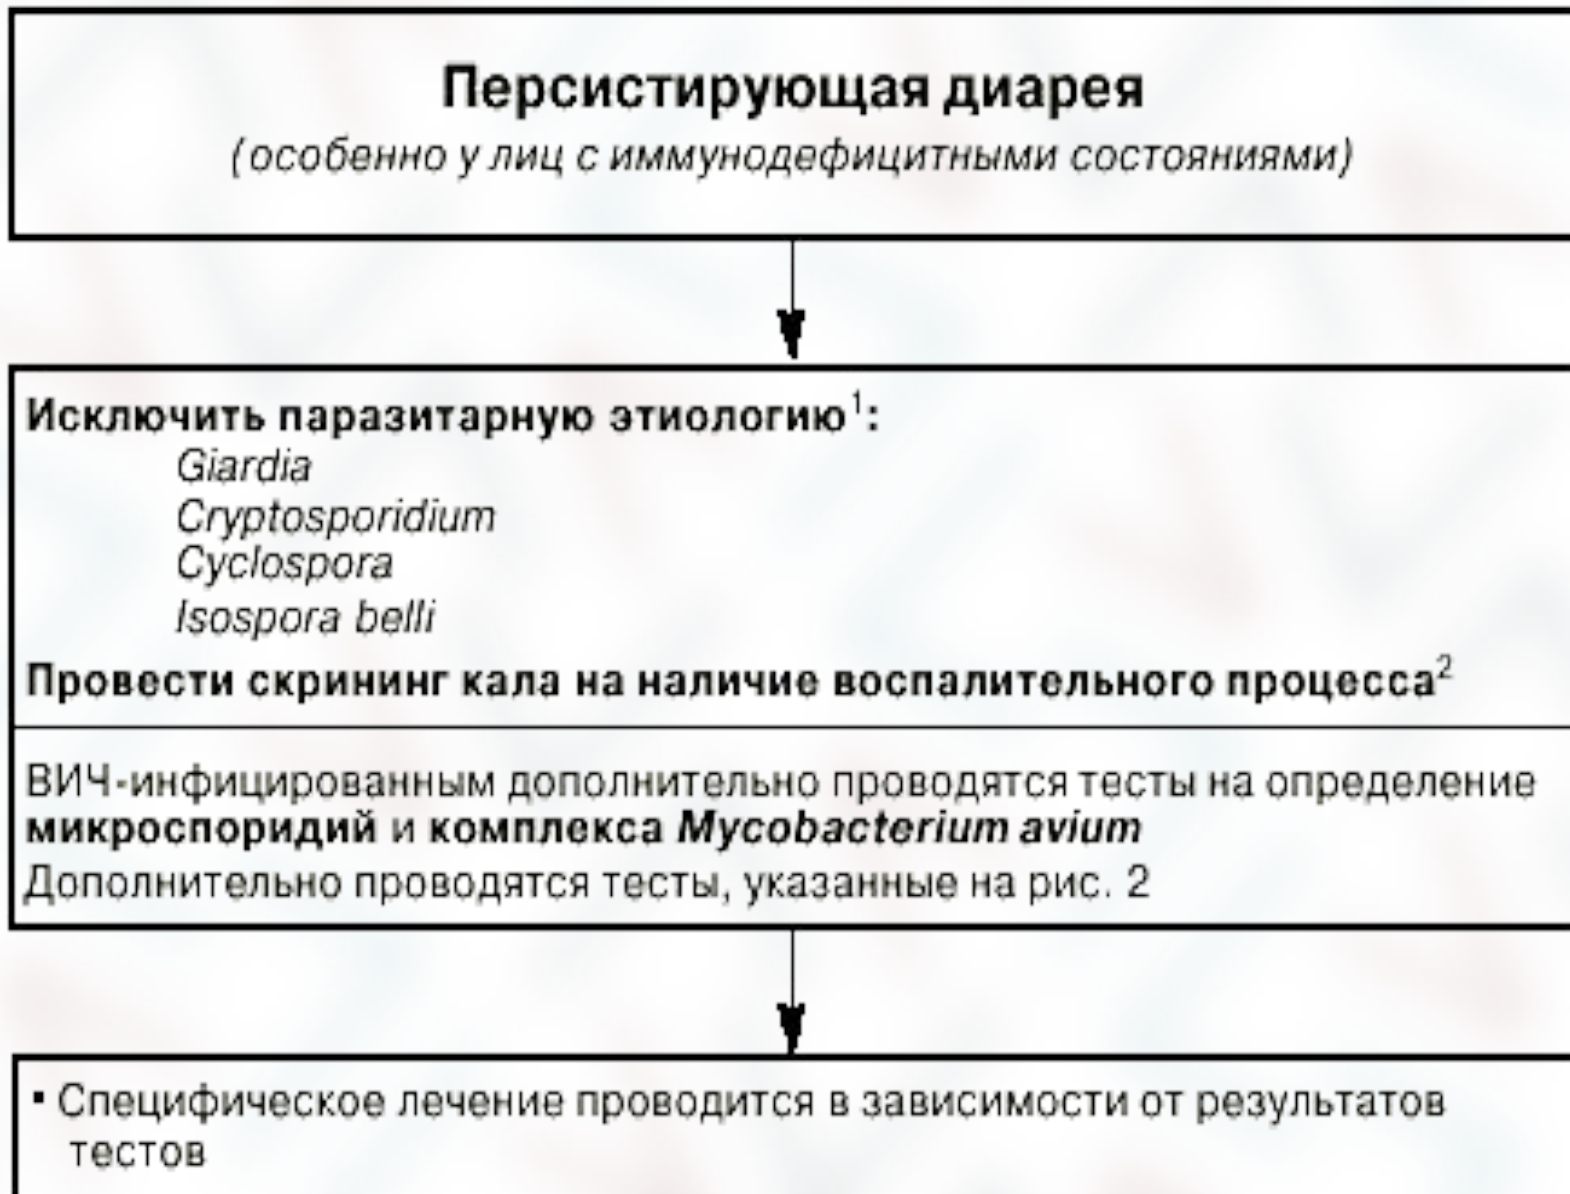 Персистирующая диарея
(особенно у лиц с иммунодефицитными состояниями)
Исключить паразитарную этиологию¹:
Giardia
Cryptosporidium
Cyclospora
Isospora belli
Провести скрининг кала на наличие воспалительного процесса²
ВИЧ-инфицированным дополнительно проводятся тесты на определение
микроспоридий и комплекса Mycobacterium avium
Дополнительно проводятся тесты, указанные на рис. 2
▪ Специфическое лечение проводится в зависимости от результатов
тестов